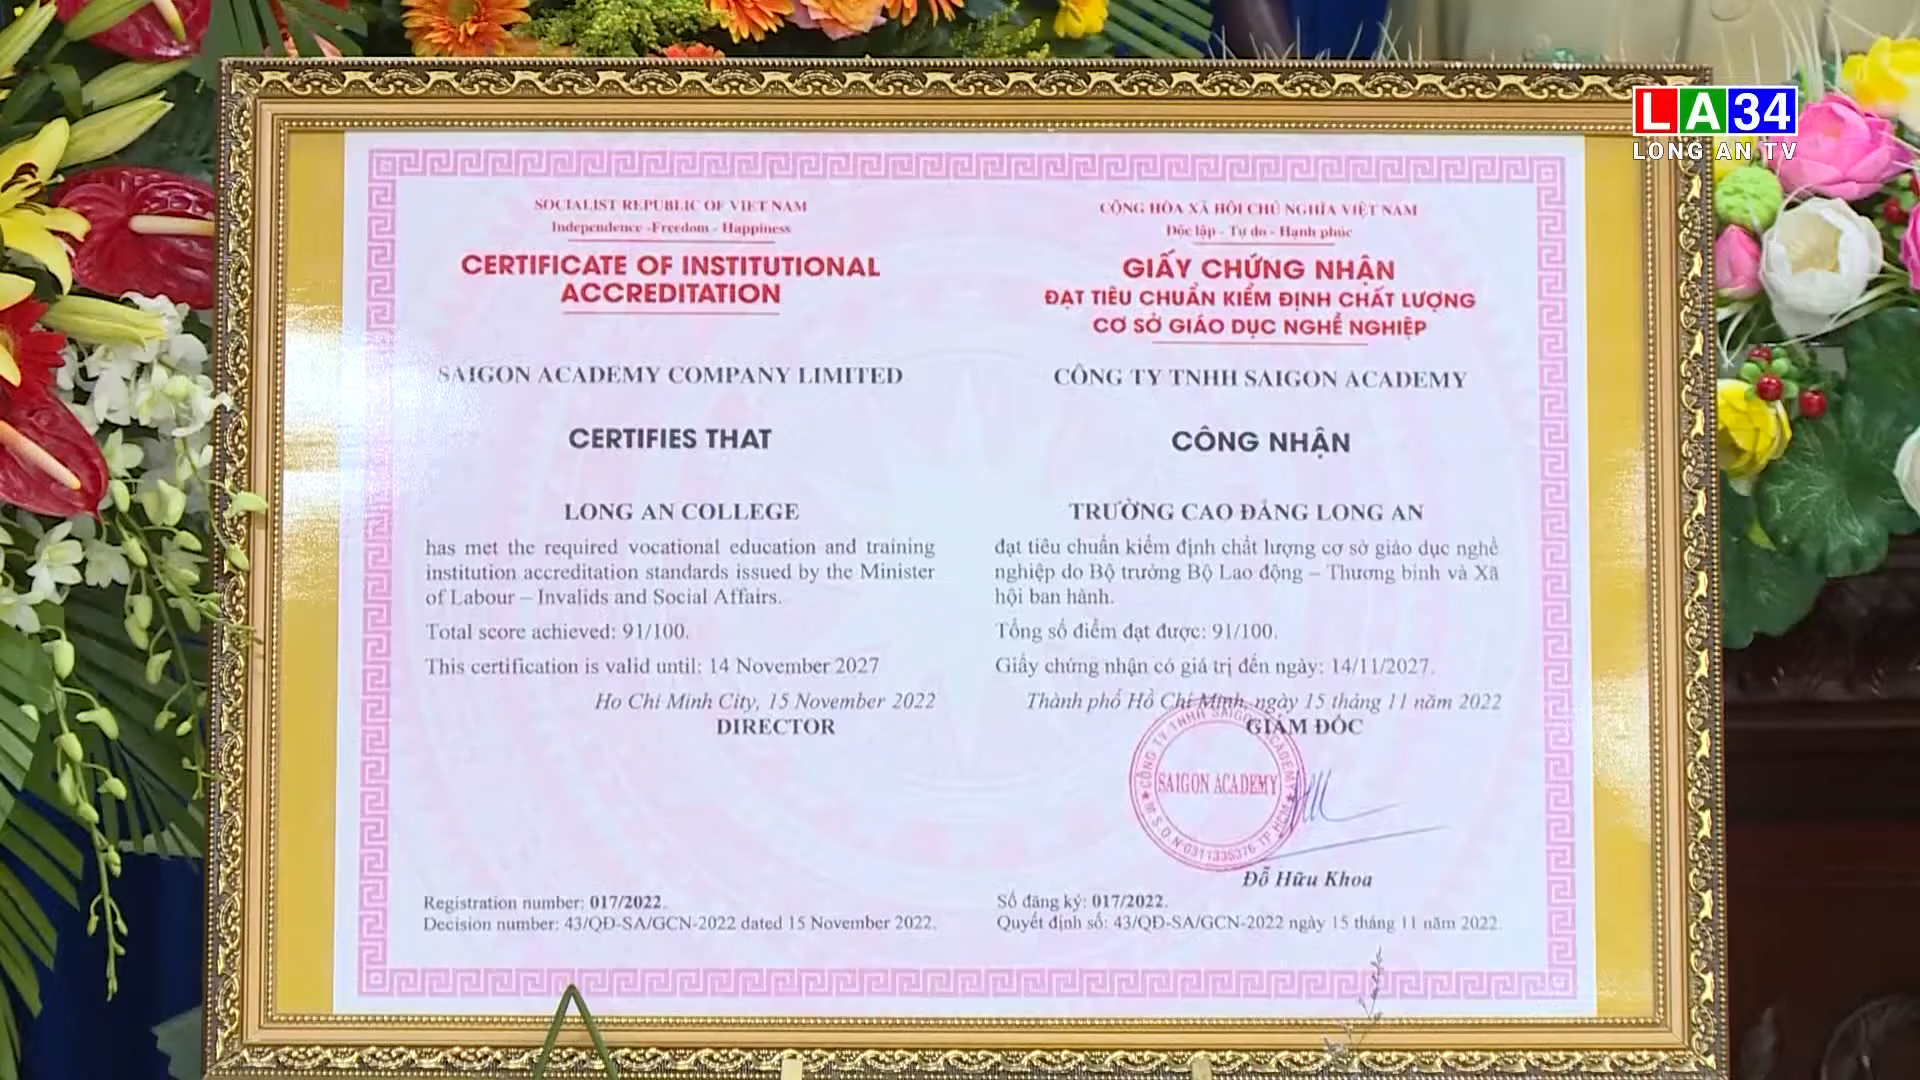 LA34
LONG AN TV
SOCIALIST REPUBLIC OF VIET NAM
Independence -Freedom - Happiness
CERTIFICATE OF INSTITUTIONAL
ACCREDITATION
SAIGON ACADEMY COMPANY LIMITED
CERTIFIES THAT
LONG AN COLLEGE
has met the required vocational education and training
institution accreditation standards issued by the Minister
of Labour – Invalids and Social Affairs.
Total score achieved: 91/100.
This certification is valid until: 14 November 2027
Ho Chi Minh City, 15 November 2022
DIRECTOR
Registration number: 017/2022.
Decision number: 43/QĐ-SA/GCN-2022 dated 15 November 2022.
CỘNG HÒA XÃ HỘI CHỦ NGHĨA VIỆT NAM
Độc lập - Tự do - Hạnh phúc
GIẤY CHỨNG NHẬN
ĐẠT TIÊU CHUẨN KIỂM ĐỊNH CHẤT LƯỢNG
CƠ SỞ GIÁO DỤC NGHỀ NGHIỆP
CÔNG TY TNHH SAIGON ACADEMY
CÔNG NHẬN
TRƯỜNG CAO ĐẲNG LONG AN
đạt tiêu chuẩn kiểm định chất lượng cơ sở giáo dục nghề
nghiệp do Bộ trưởng Bộ Lao động – Thương binh và Xã
hội ban hành.
Tổng số điểm đạt được: 91/100.
Giấy chứng nhận có giá trị đến ngày: 14/11/2027.
Thành phố Hồ Chí Minh, ngày 15 tháng 11 năm 2022
GIÁM ĐỐC
CÔNG TY TNHH SAIGON ACADEMY
SAIGON ACADEMY
M.S.D.N:0311335376 TP.HCM
Đỗ Hữu Khoa
Số đăng ký: 017/2022.
Quyết định số: 43/QĐ-SA/GCN-2022 ngày 15 tháng 11 năm 2022.